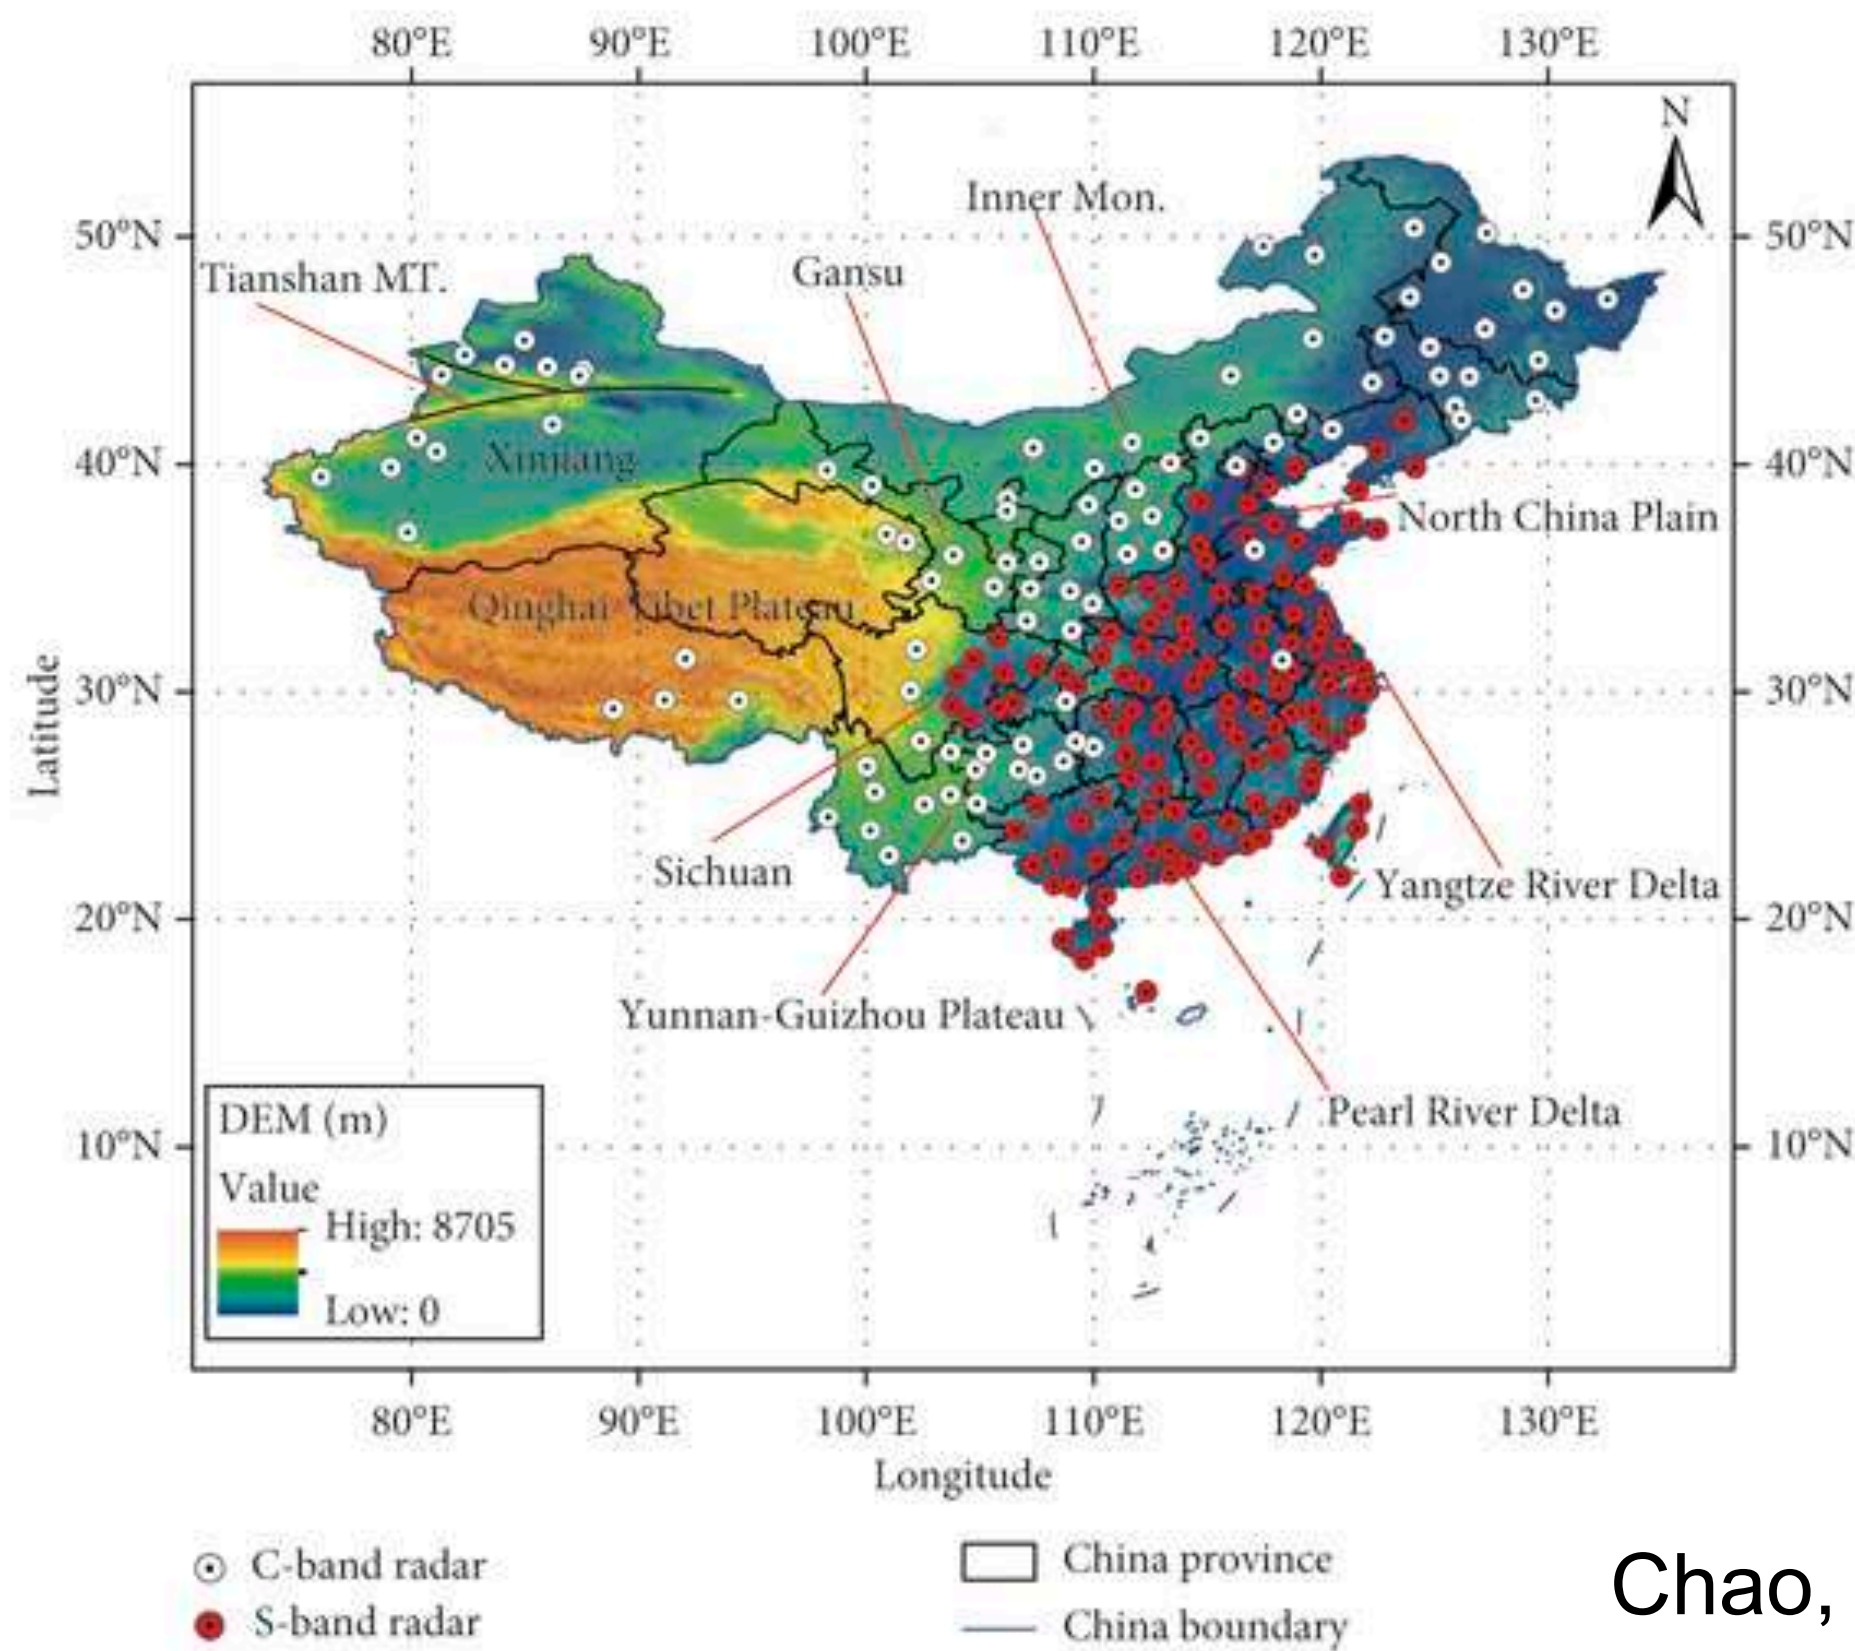 80°E 90°E 100°E 110°E 120°E 130°E
N
Inner Mon.
50°N 50°N
Gansu
Tianshan MT.
Xinjiang
40°N 40°N
North China Plain
Qinghai-Tibet Plateau
Latitude
30°N 30°N
Sichuan
Yangtze River Delta
20°N 20°N
Yunnan-Guizhou Plateau
Pearl River Delta
DEM (m)
10°N 10°N
Value
High: 8705
Low: 0
80°E 90°E 100°E 110°E 120°E 130°E
Longitude
C-band radar
China province
S-band radar
China boundary
Chao,